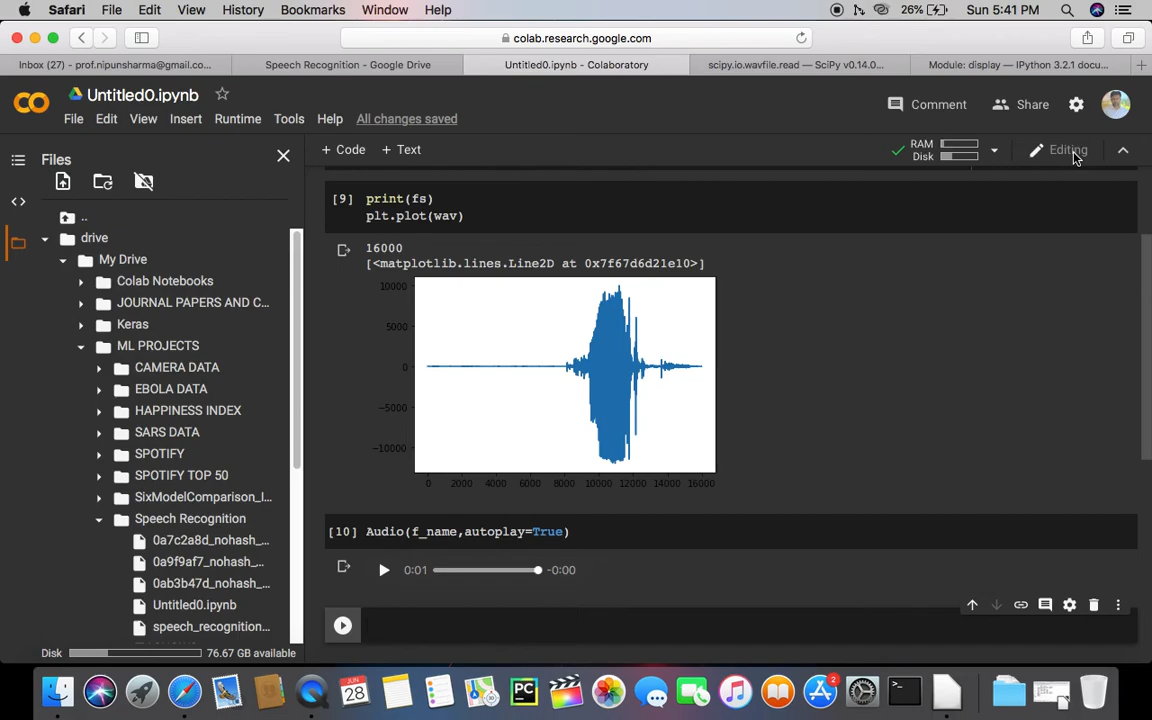 Safari File Edit View History Bookmarks Window Help 26% Sun 5:41 PM
colab.research.google.com
Inbox (27) - prof.nipunsharma@gmail.co... Speech Recognition - Google Drive Untitled0.ipynb - Colaboratory scipy.io.wavfile.read — SciPy v0.14.0... Module: display — IPython 3.2.1 docu...
CO Untitled0.ipynb
Comment Share
File Edit View Insert Runtime Tools Help All changes saved
Files
+ Code + Text
RAM
Disk
Editing
..
drive
My Drive
Colab Notebooks
JOURNAL PAPERS AND C...
Keras
ML PROJECTS
CAMERA DATA
EBOLA DATA
HAPPINESS INDEX
SARS DATA
SPOTIFY
SPOTIFY TOP 50
SixModelComparison_I...
Speech Recognition
0a7c2a8d_nohash_...
0a9f9af7_nohash_...
0ab3b47d_nohash_...
Untitled0.ipynb
speech_recognition...
Disk 76.67 GB available
[9] print(fs)
plt.plot(wav)
16000
[<matplotlib.lines.Line2D at 0x7f67d6d21e10>]
10000
5000
0
−5000
−10000
0 2000 4000 6000 8000 10000 12000 14000 16000
[10] Audio(f_name,autoplay=True)
0:01 -0:00
JUN
28
PC
2